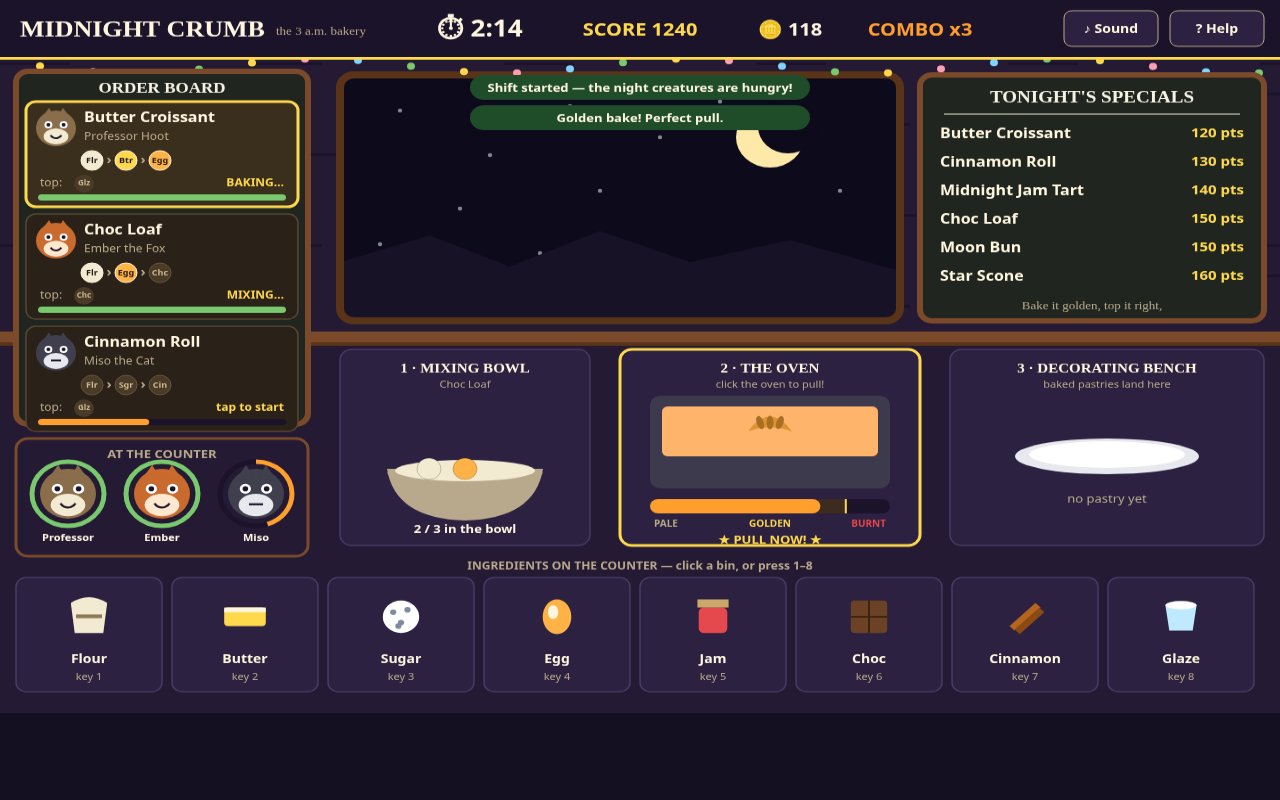 MIDNIGHT CRUMB the 3 a.m. bakery
2:14
SCORE 1240
118
COMBO x3
♪ Sound
? Help
ORDER BOARD
Butter Croissant
Professor Hoot
Flr › Btr › Egg
top: Glz BAKING...
Choc Loaf
Ember the Fox
Flr › Egg › Chc
top: Chc MIXING...
Cinnamon Roll
Miso the Cat
Flr › Sgr › Cin
top: Glz tap to start
AT THE COUNTER
Professor Ember Miso
Shift started — the night creatures are hungry!
Golden bake! Perfect pull.
TONIGHT'S SPECIALS
Butter Croissant 120 pts
Cinnamon Roll 130 pts
Midnight Jam Tart 140 pts
Choc Loaf 150 pts
Moon Bun 150 pts
Star Scone 160 pts
Bake it golden, top it right,
1 · MIXING BOWL
Choc Loaf
2 / 3 in the bowl
2 · THE OVEN
click the oven to pull!
PALE GOLDEN BURNT
★ PULL NOW! ★
3 · DECORATING BENCH
baked pastries land here
no pastry yet
INGREDIENTS ON THE COUNTER — click a bin, or press 1–8
Flour
key 1
Butter
key 2
Sugar
key 3
Egg
key 4
Jam
key 5
Choc
key 6
Cinnamon
key 7
Glaze
key 8